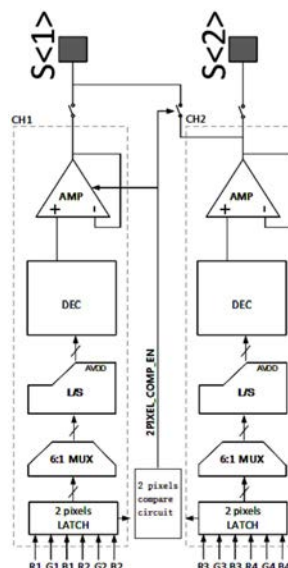 S<1>
S<2>
CH1
CH2
AMP
+ -
AMP
+ -
DEC
DEC
2PIXEL_COMP_EN
AVDD
L/S
AVDD
L/S
6:1 MUX
6:1 MUX
2 pixels
LATCH
2 pixels
compare
circuit
2 pixels
LATCH
R1 G1 B1 R2 G2 B2
R3 G3 B3 R4 G4 B4